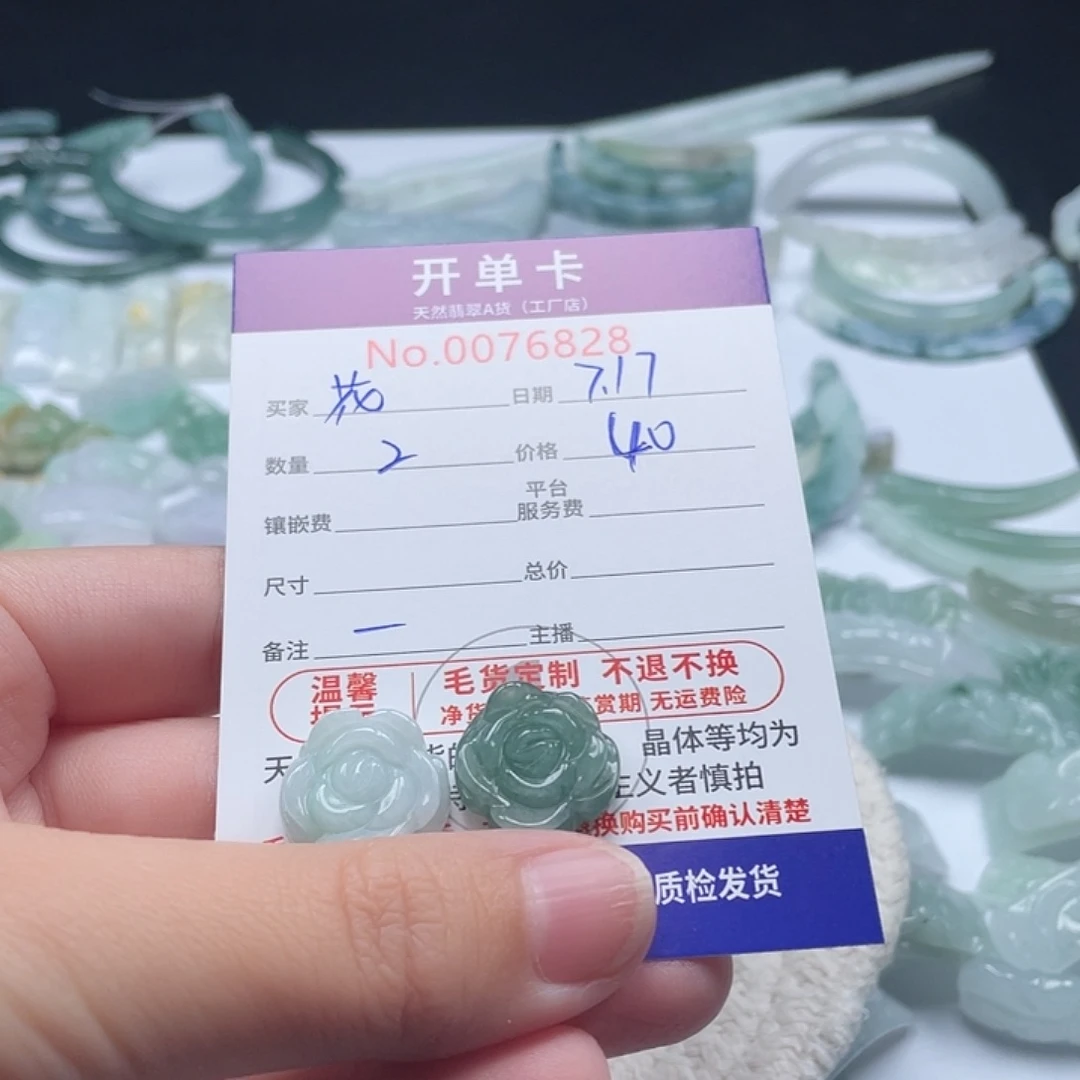 开单卡
天然翡翠A货（工厂店）
No.0076828
买家 花 日期 7.17
数量 2 价格 40
平台
镶嵌费 服务费
尺寸 总价
备注 一 主播
温馨 毛货定制 不退不换
净货 赏期 无运费险
天 晶体等均为
主义者慎拍
换购买前确认清楚
质检发货